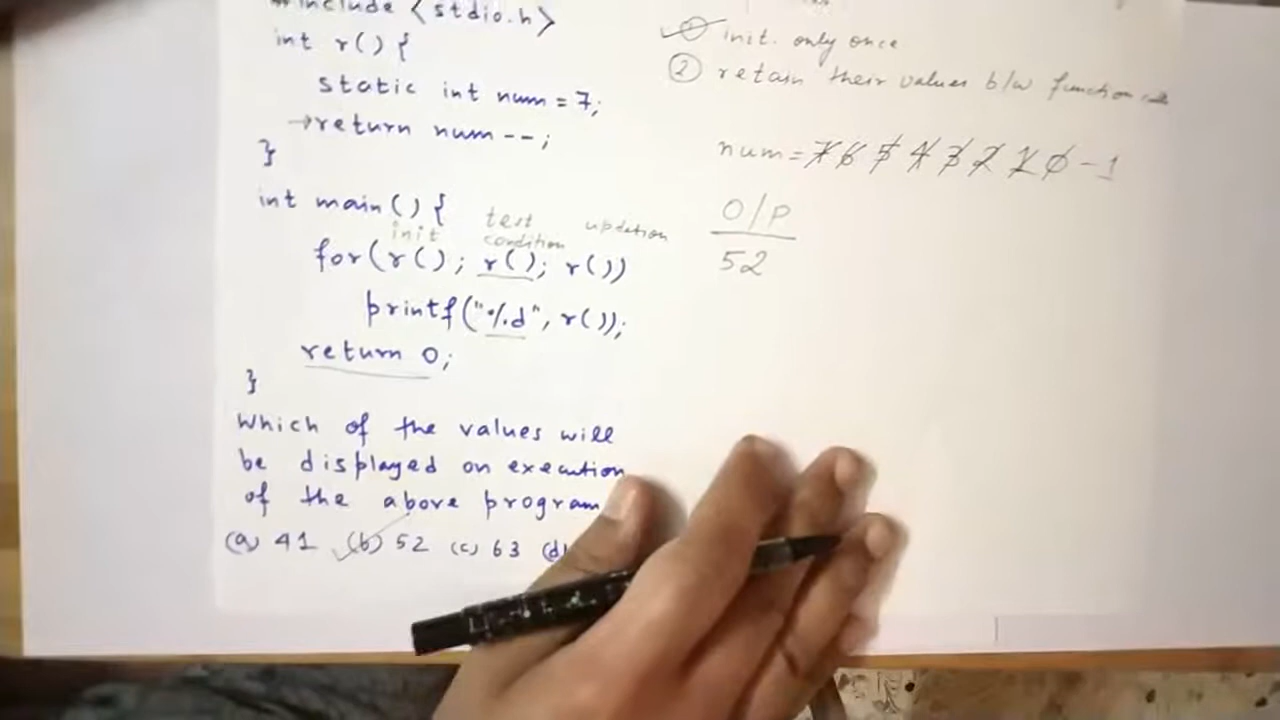 #include <stdio.h>
int r(){
static int num=7;
→return num--;
}
int main(){
init test condition updation
for(r(); r(); r())
printf("%d", r());
return 0;
}
Which of the values will
be displayed on execution
of the above program
(a) 41 (b) 52 (c) 63 (d)
① init. only once
② retain their values b/w function
num = 7 6 5 4 3 2 1 0 -1
O/P
52